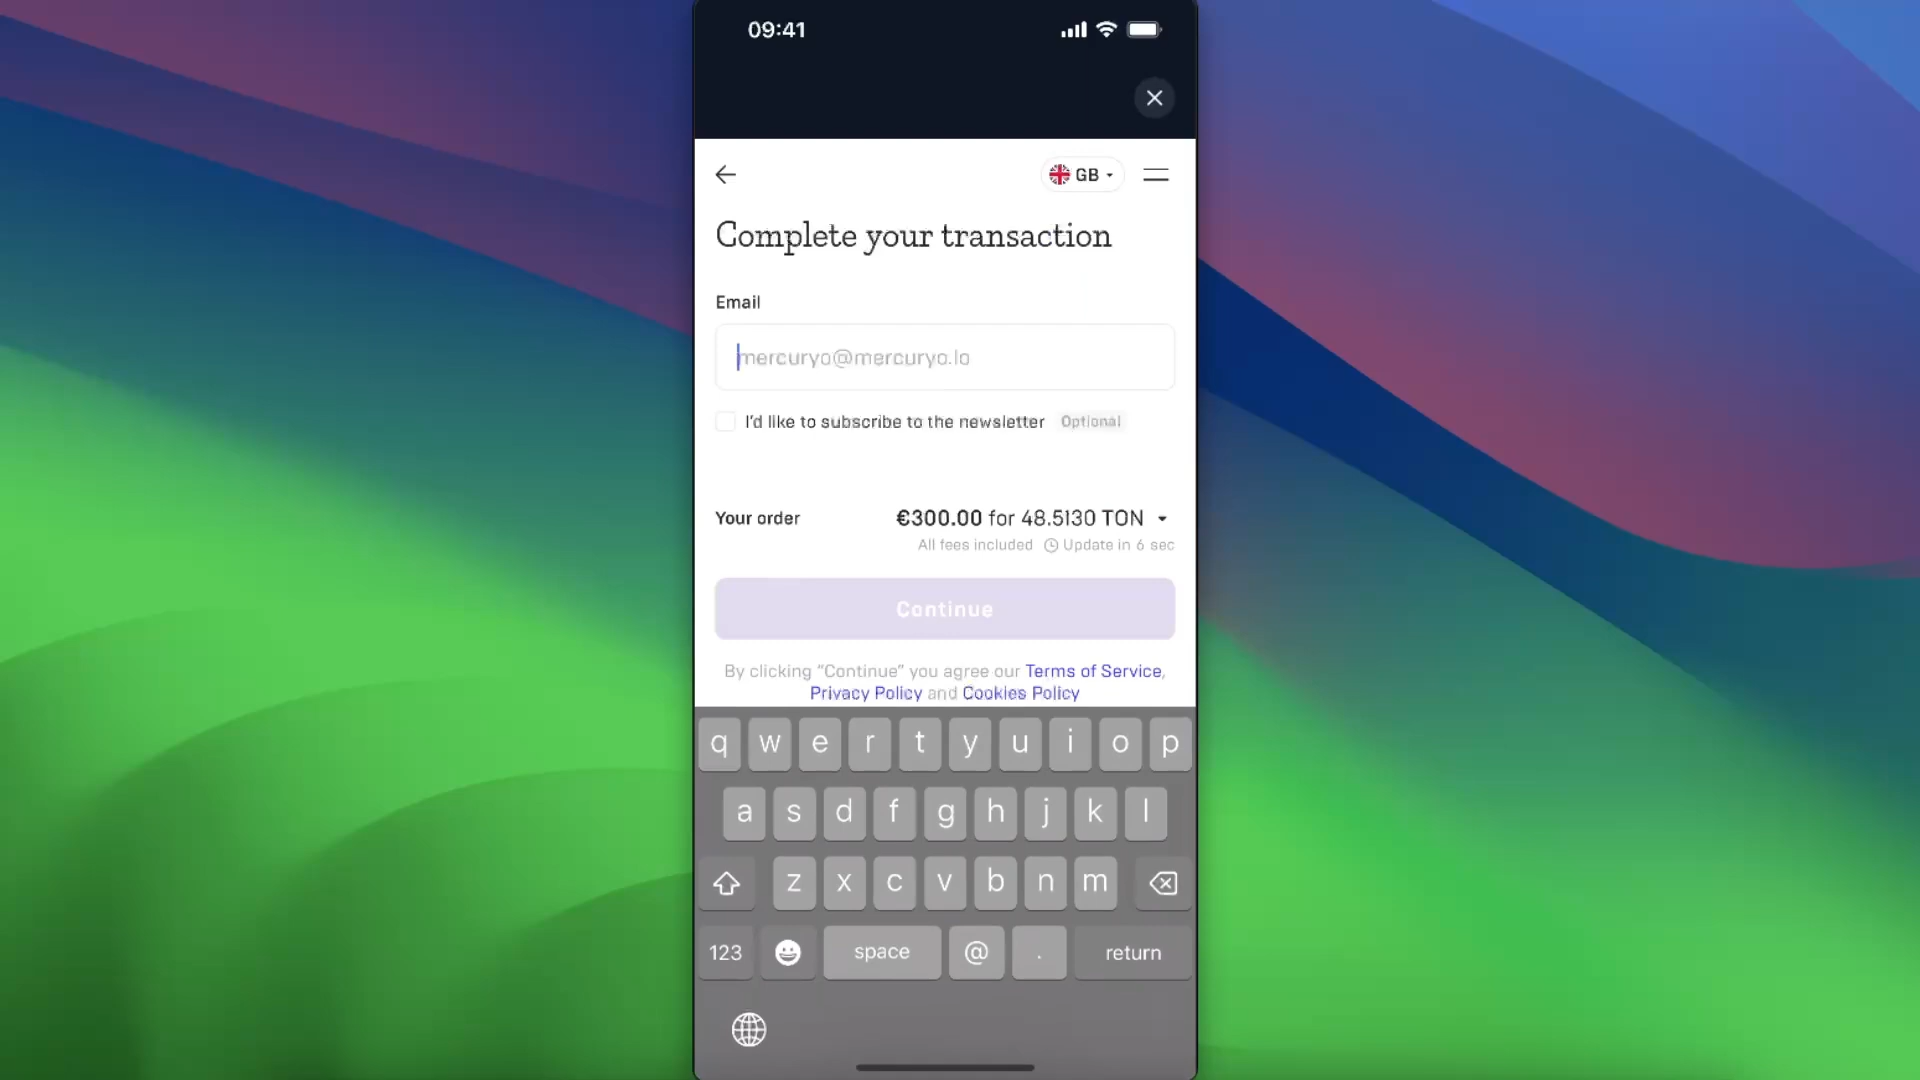 09:41
GB
Complete your transaction
Email
mercuryo@mercuryo.io
I'd like to subscribe to the newsletter Optional
Your order €300.00 for 48.5130 TON
All fees included Update in 6 sec
Continue
By clicking “Continue” you agree our Terms of Service,
Privacy Policy and Cookies Policy
q w e r t y u i o p
a s d f g h j k l
z x c v b n m
123 space @ . return